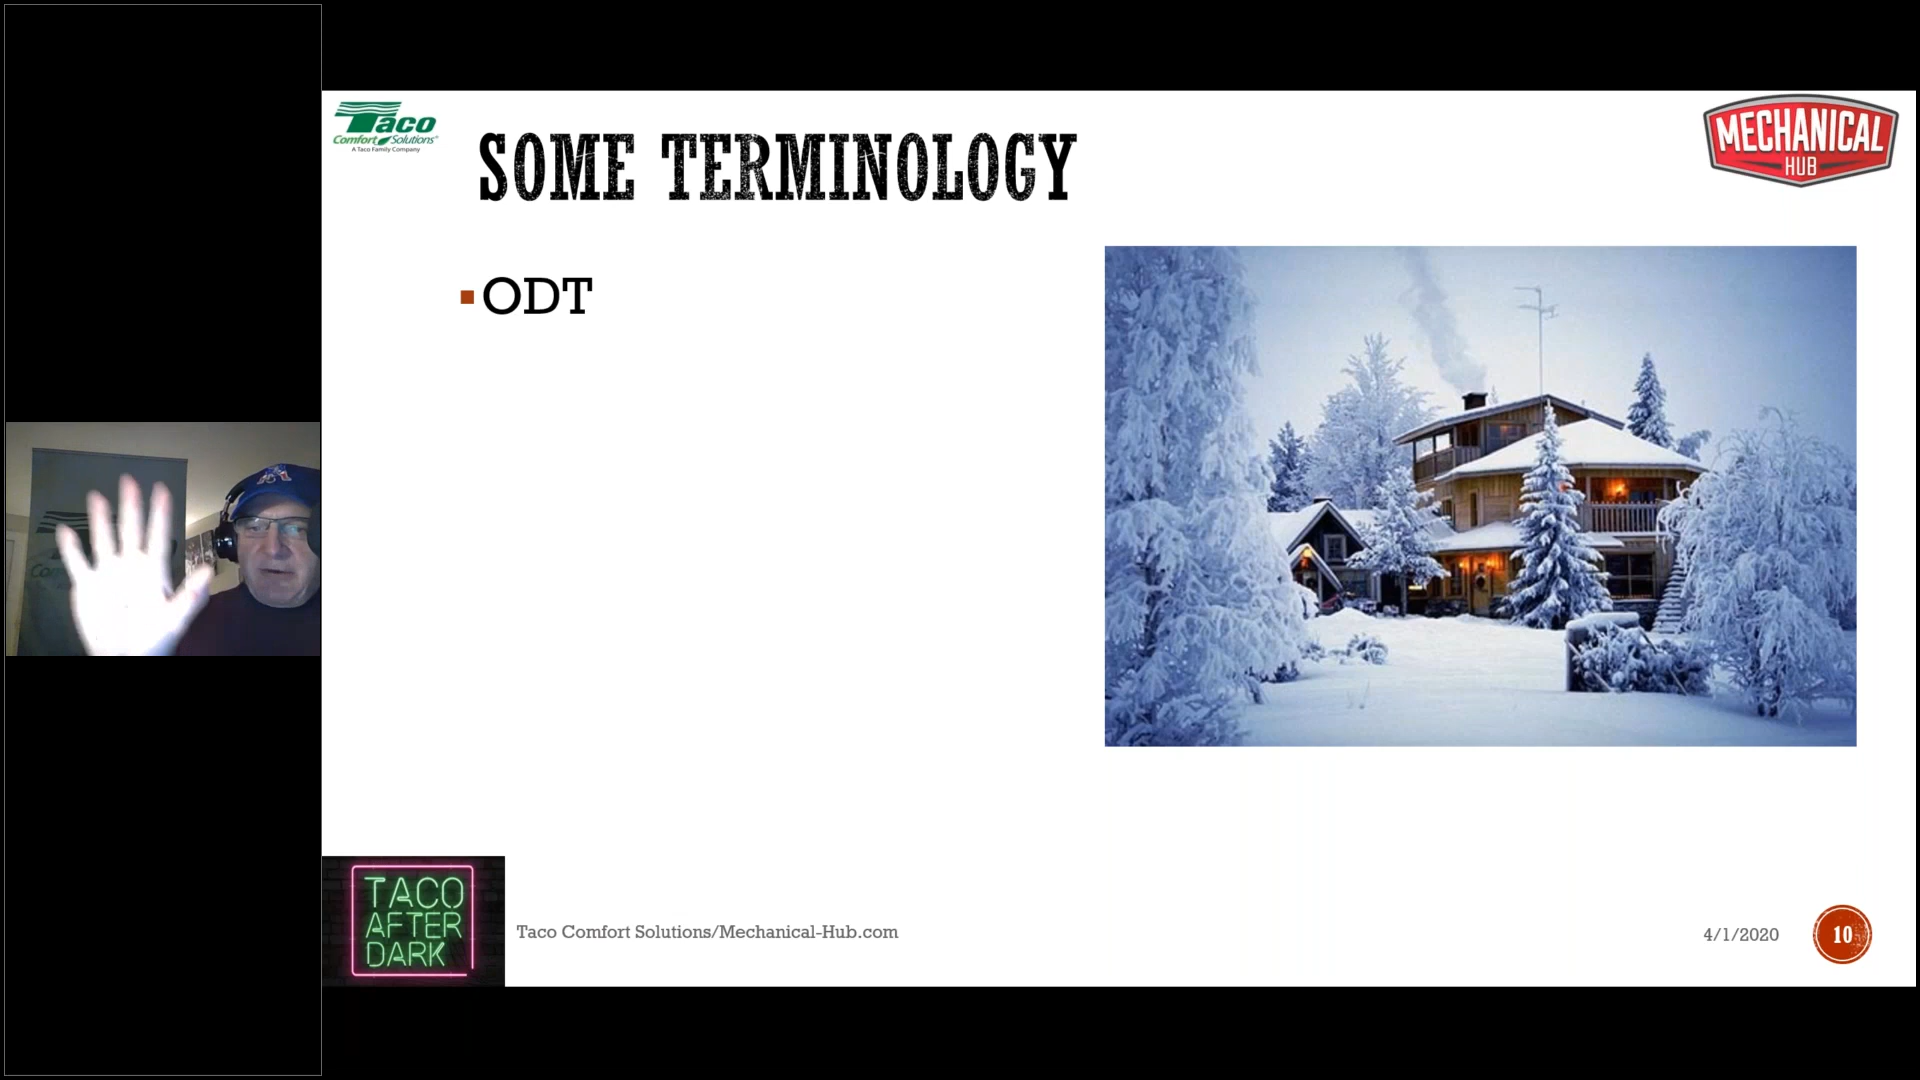 Taco
Comfort Solutions®
A Taco Family Company
SOME TERMINOLOGY
MECHANICAL
HUB
ODT
TACO
AFTER
DARK
Taco Comfort Solutions/Mechanical-Hub.com
4/1/2020
10